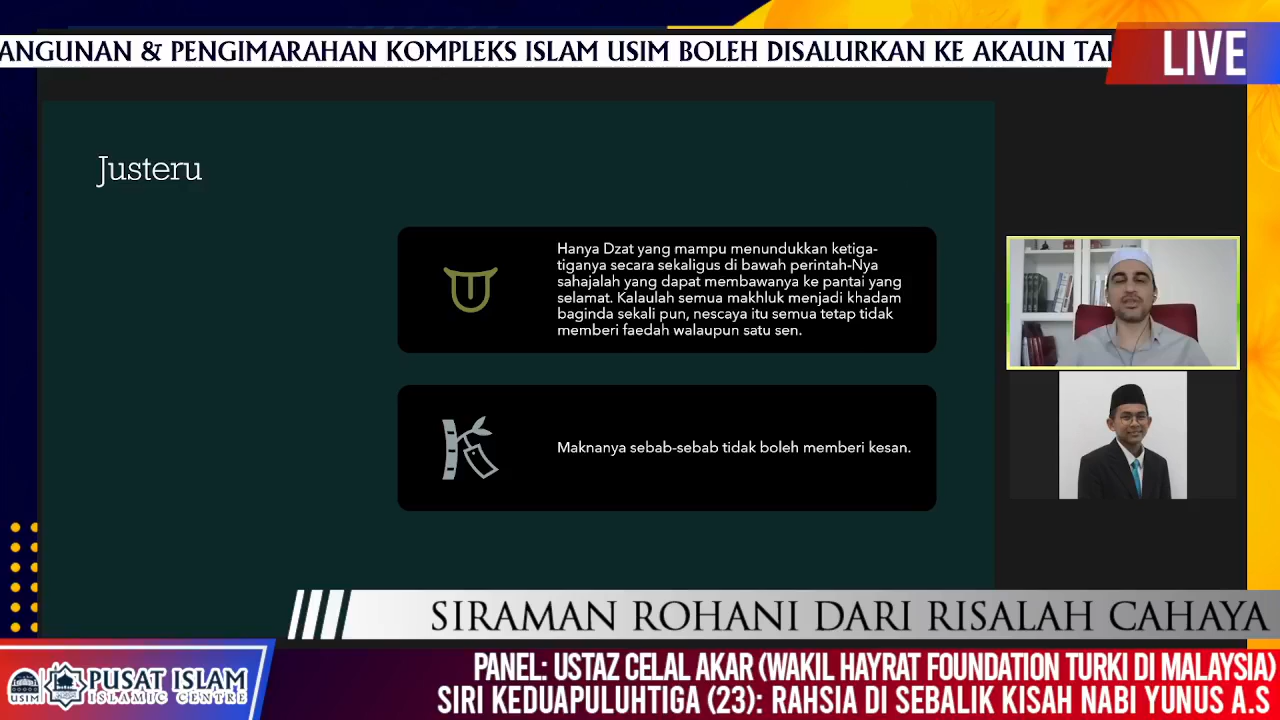 ANGUNAN & PENGIMARAHAN KOMPLEKS ISLAM USIM BOLEH DISALURKAN KE AKAUN TA
LIVE
Justeru
Hanya Dzat yang mampu menundukkan ketiga-
tiganya secara sekaligus di bawah perintah-Nya
sahajalah yang dapat membawanya ke pantai yang
selamat. Kalaulah semua makhluk menjadi khadam
baginda sekali pun, nescaya itu semua tetap tidak
memberi faedah walaupun satu sen.
Maknanya sebab-sebab tidak boleh memberi kesan.
SIRAMAN ROHANI DARI RISALAH CAHAYA
USIM
PUSAT ISLAM
ISLAMIC CENTRE
PANEL: USTAZ CELAL AKAR (WAKIL HAYRAT FOUNDATION TURKI DI MALAYSIA)
SIRI KEDUAPULUHTIGA (23): RAHSIA DI SEBALIK KISAH NABI YUNUS A.S